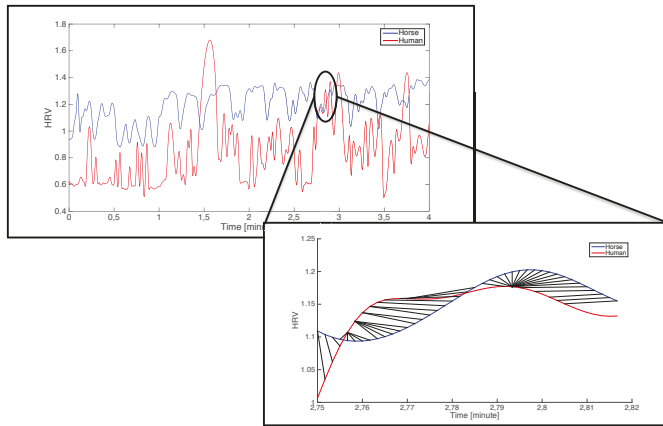 1.8
1.6
1.4
1.2
1
0.8
0.6
0.4
HRV
Horse
Human
0 0,5 1 1,5 2 2,5 3 3,5 4
Time [minu
1.25
1.2
1.15
1.1
1.05
1
HRV
Horse
Human
2,75 2,76 2,77 2,78 2,79 2,8 2,81 2,82
Time [minute]